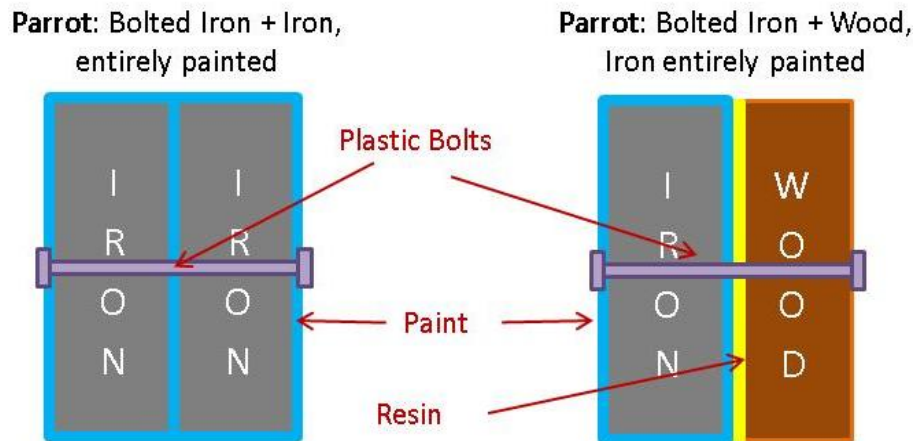 Parrot: Bolted Iron + Iron,
entirely painted
Parrot: Bolted Iron + Wood,
Iron entirely painted
Plastic Bolts
I
R
O
N
I
R
O
N
I
R
O
N
W
O
O
D
Paint
Resin